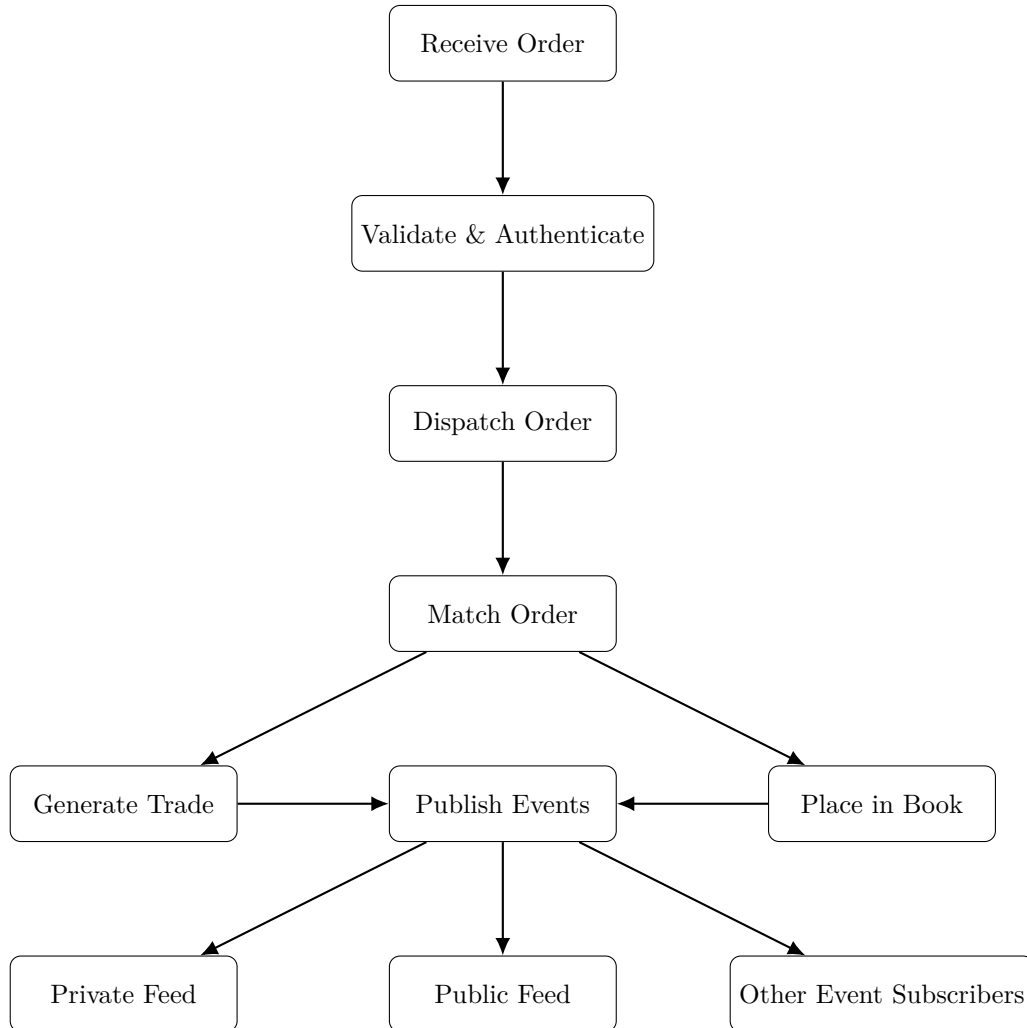 Receive Order
Validate & Authenticate
Dispatch Order
Match Order
Generate Trade
Publish Events
Place in Book
Private Feed
Public Feed
Other Event Subscribers